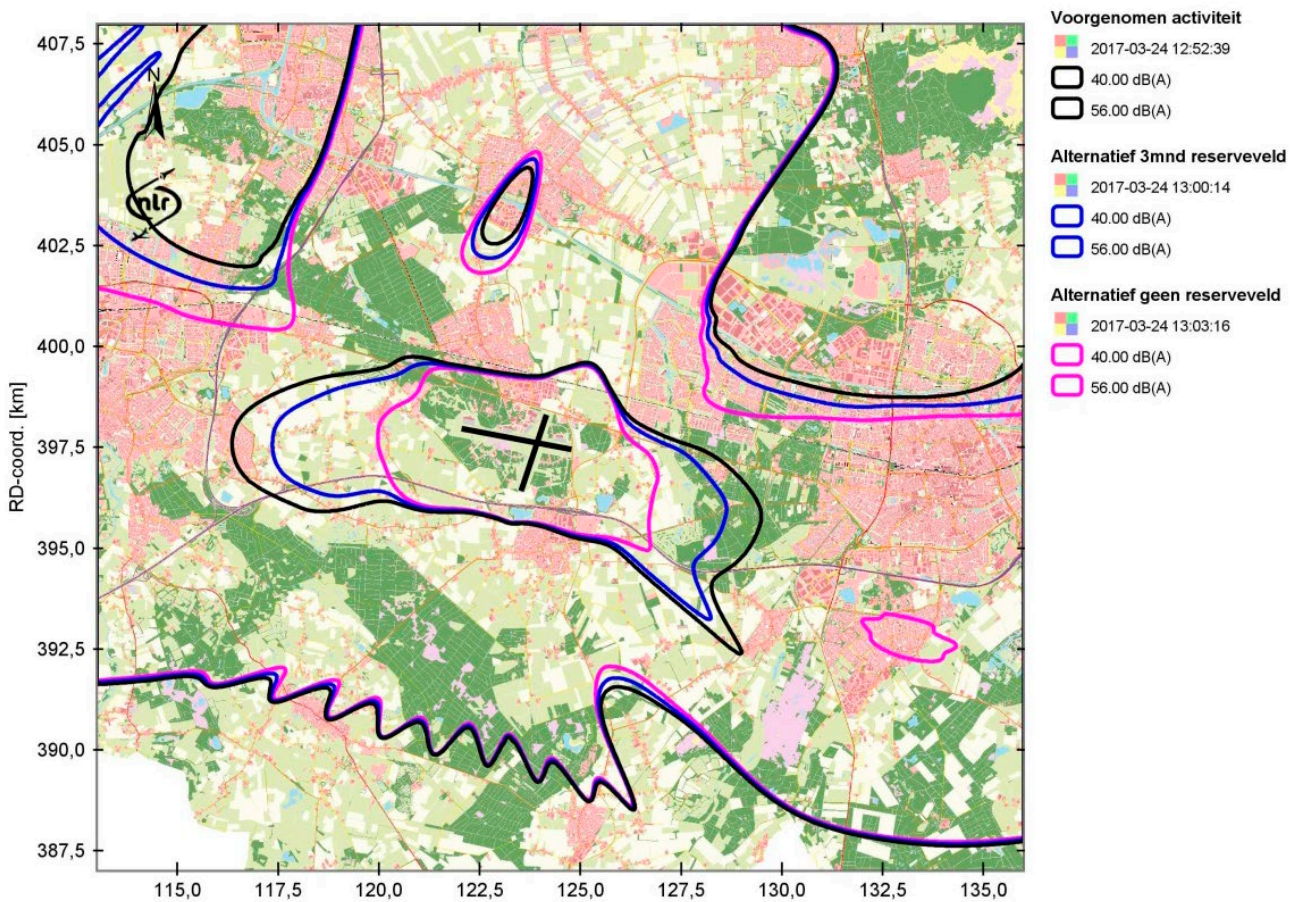 Voorgenomen activiteit
2017-03-24 12:52:39
40.00 dB(A)
56.00 dB(A)
Alternatief 3mnd reserveveld
2017-03-24 13:00:14
40.00 dB(A)
56.00 dB(A)
Alternatief geen reserveveld
2017-03-24 13:03:16
40.00 dB(A)
56.00 dB(A)
N
nlr
RD-coord. [km]
407,5
405,0
402,5
400,0
397,5
395,0
392,5
390,0
387,5
115,0
117,5
120,0
122,5
125,0
127,5
130,0
132,5
135,0